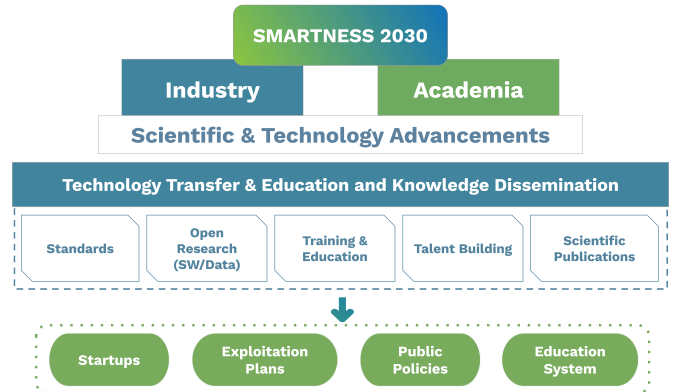 SMARTNESS 2030
Industry
Academia
Scientific & Technology Advancements
Technology Transfer & Education and Knowledge Dissemination
Standards
Open
Research
(SW/Data)
Training &
Education
Talent Building
Scientific
Publications
Startups
Exploitation
Plans
Public
Policies
Education
System